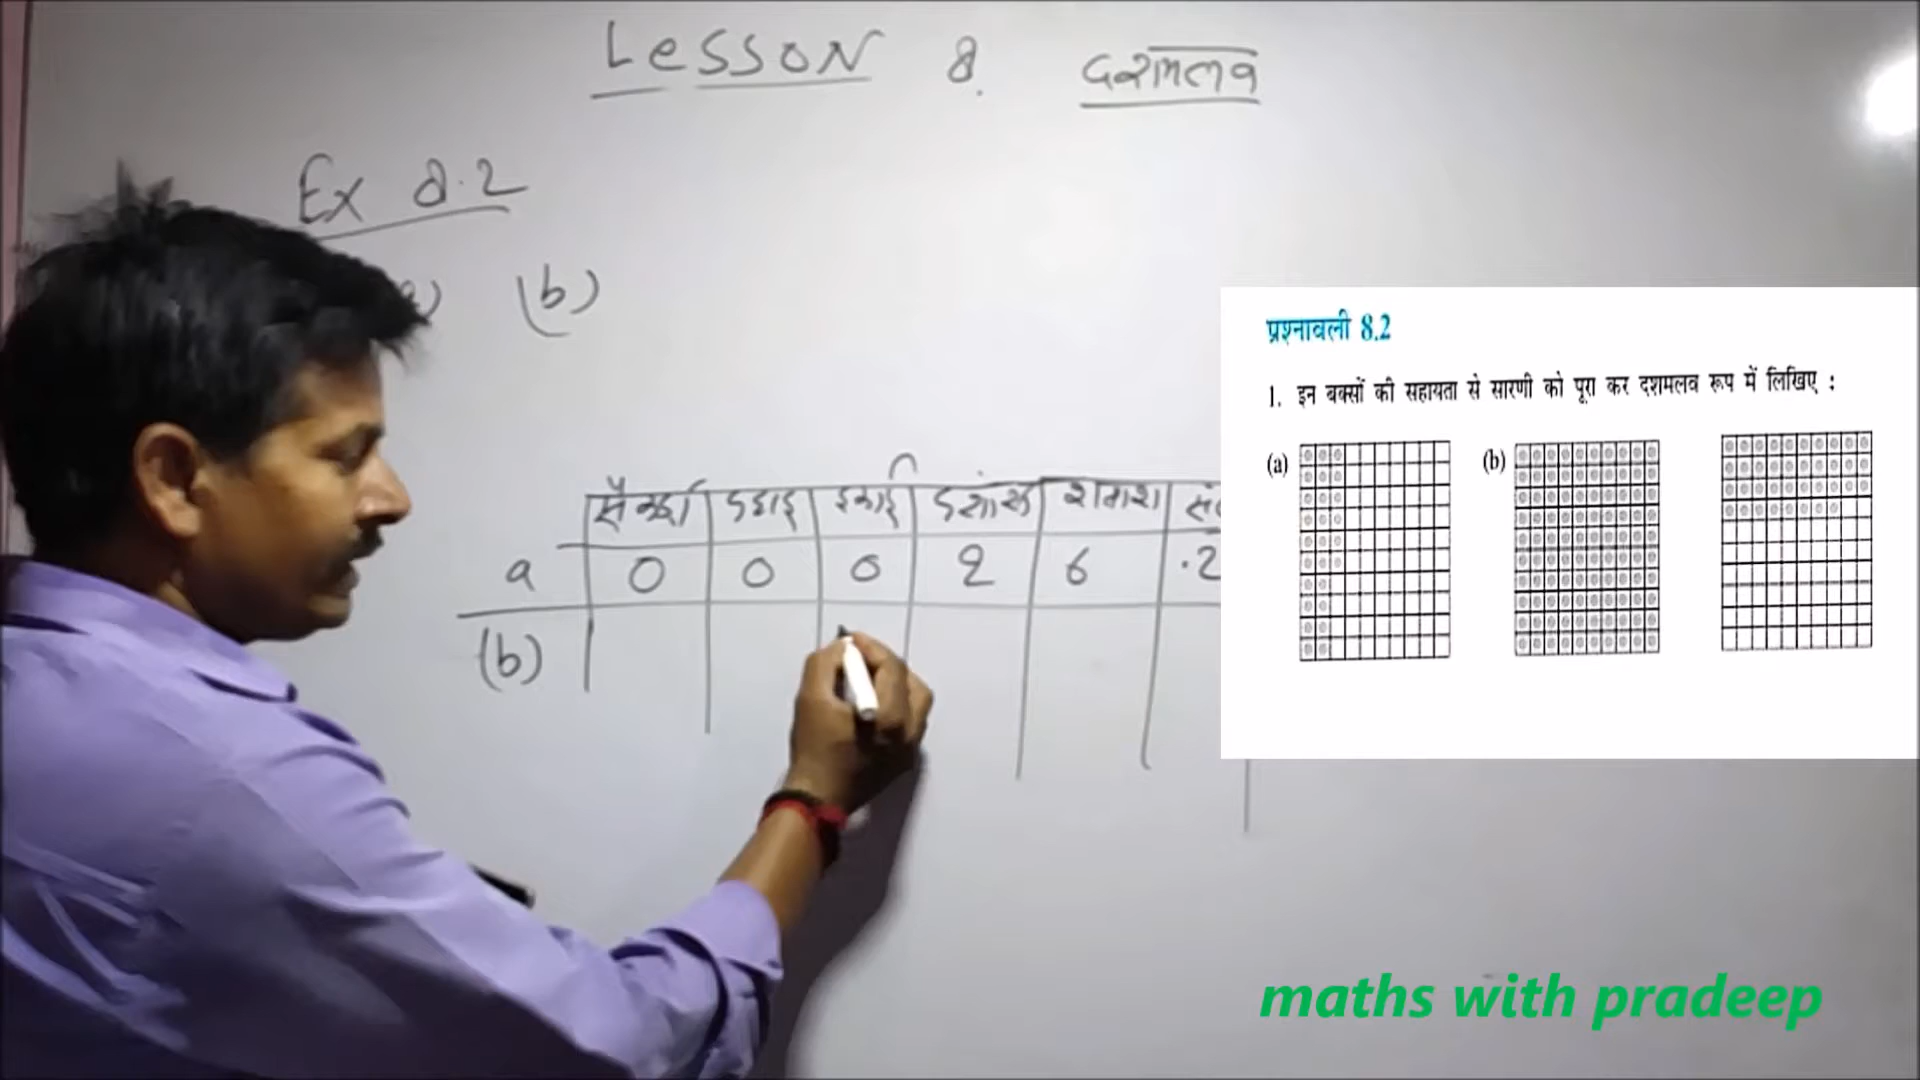 LeSSON 8. दशमलव
Ex 8.2
a) (b)
सैकड़ा दहाई इकाई दशांश शतांश
a 0 0 0 2 6 .2
(b)
प्रश्नावली 8.2
1. इन बक्सों की सहायता से सारणी को पूरा कर दशमलव रूप में लिखिए :
(a) (b)
maths with pradeep